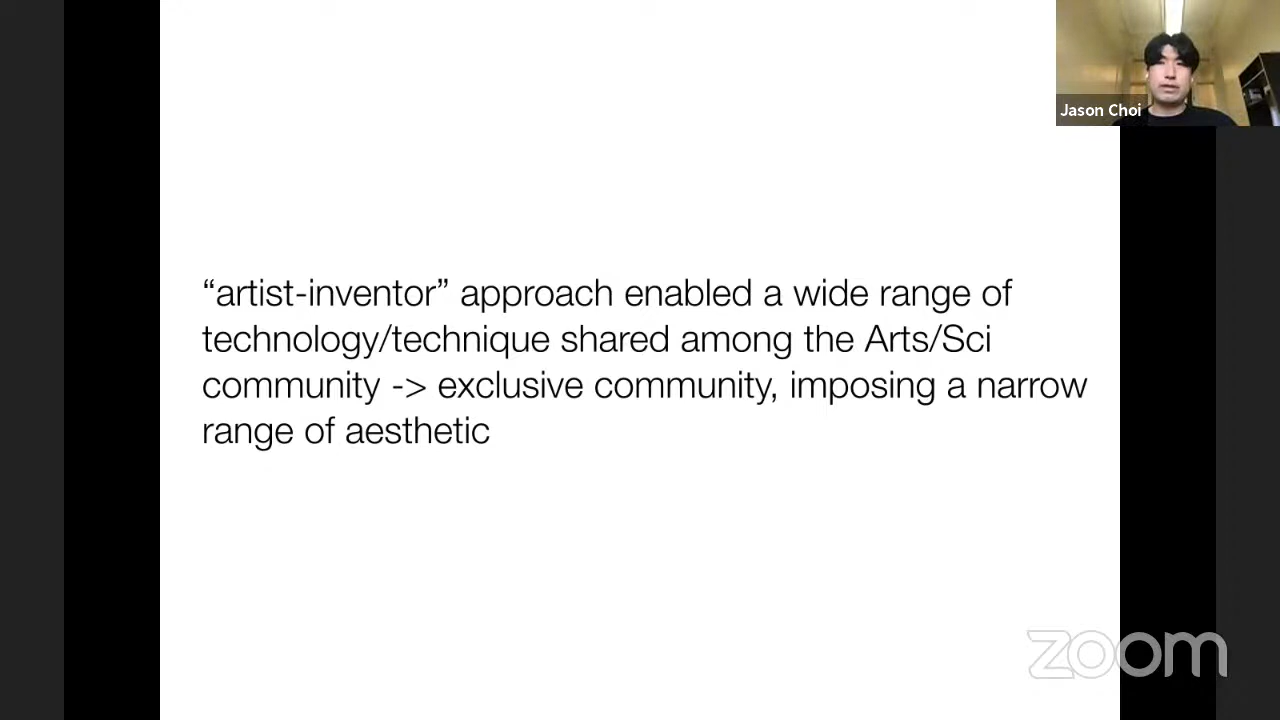 Jason Choi
“artist-inventor” approach enabled a wide range of
technology/technique shared among the Arts/Sci
community -> exclusive community, imposing a narrow
range of aesthetic
zoom